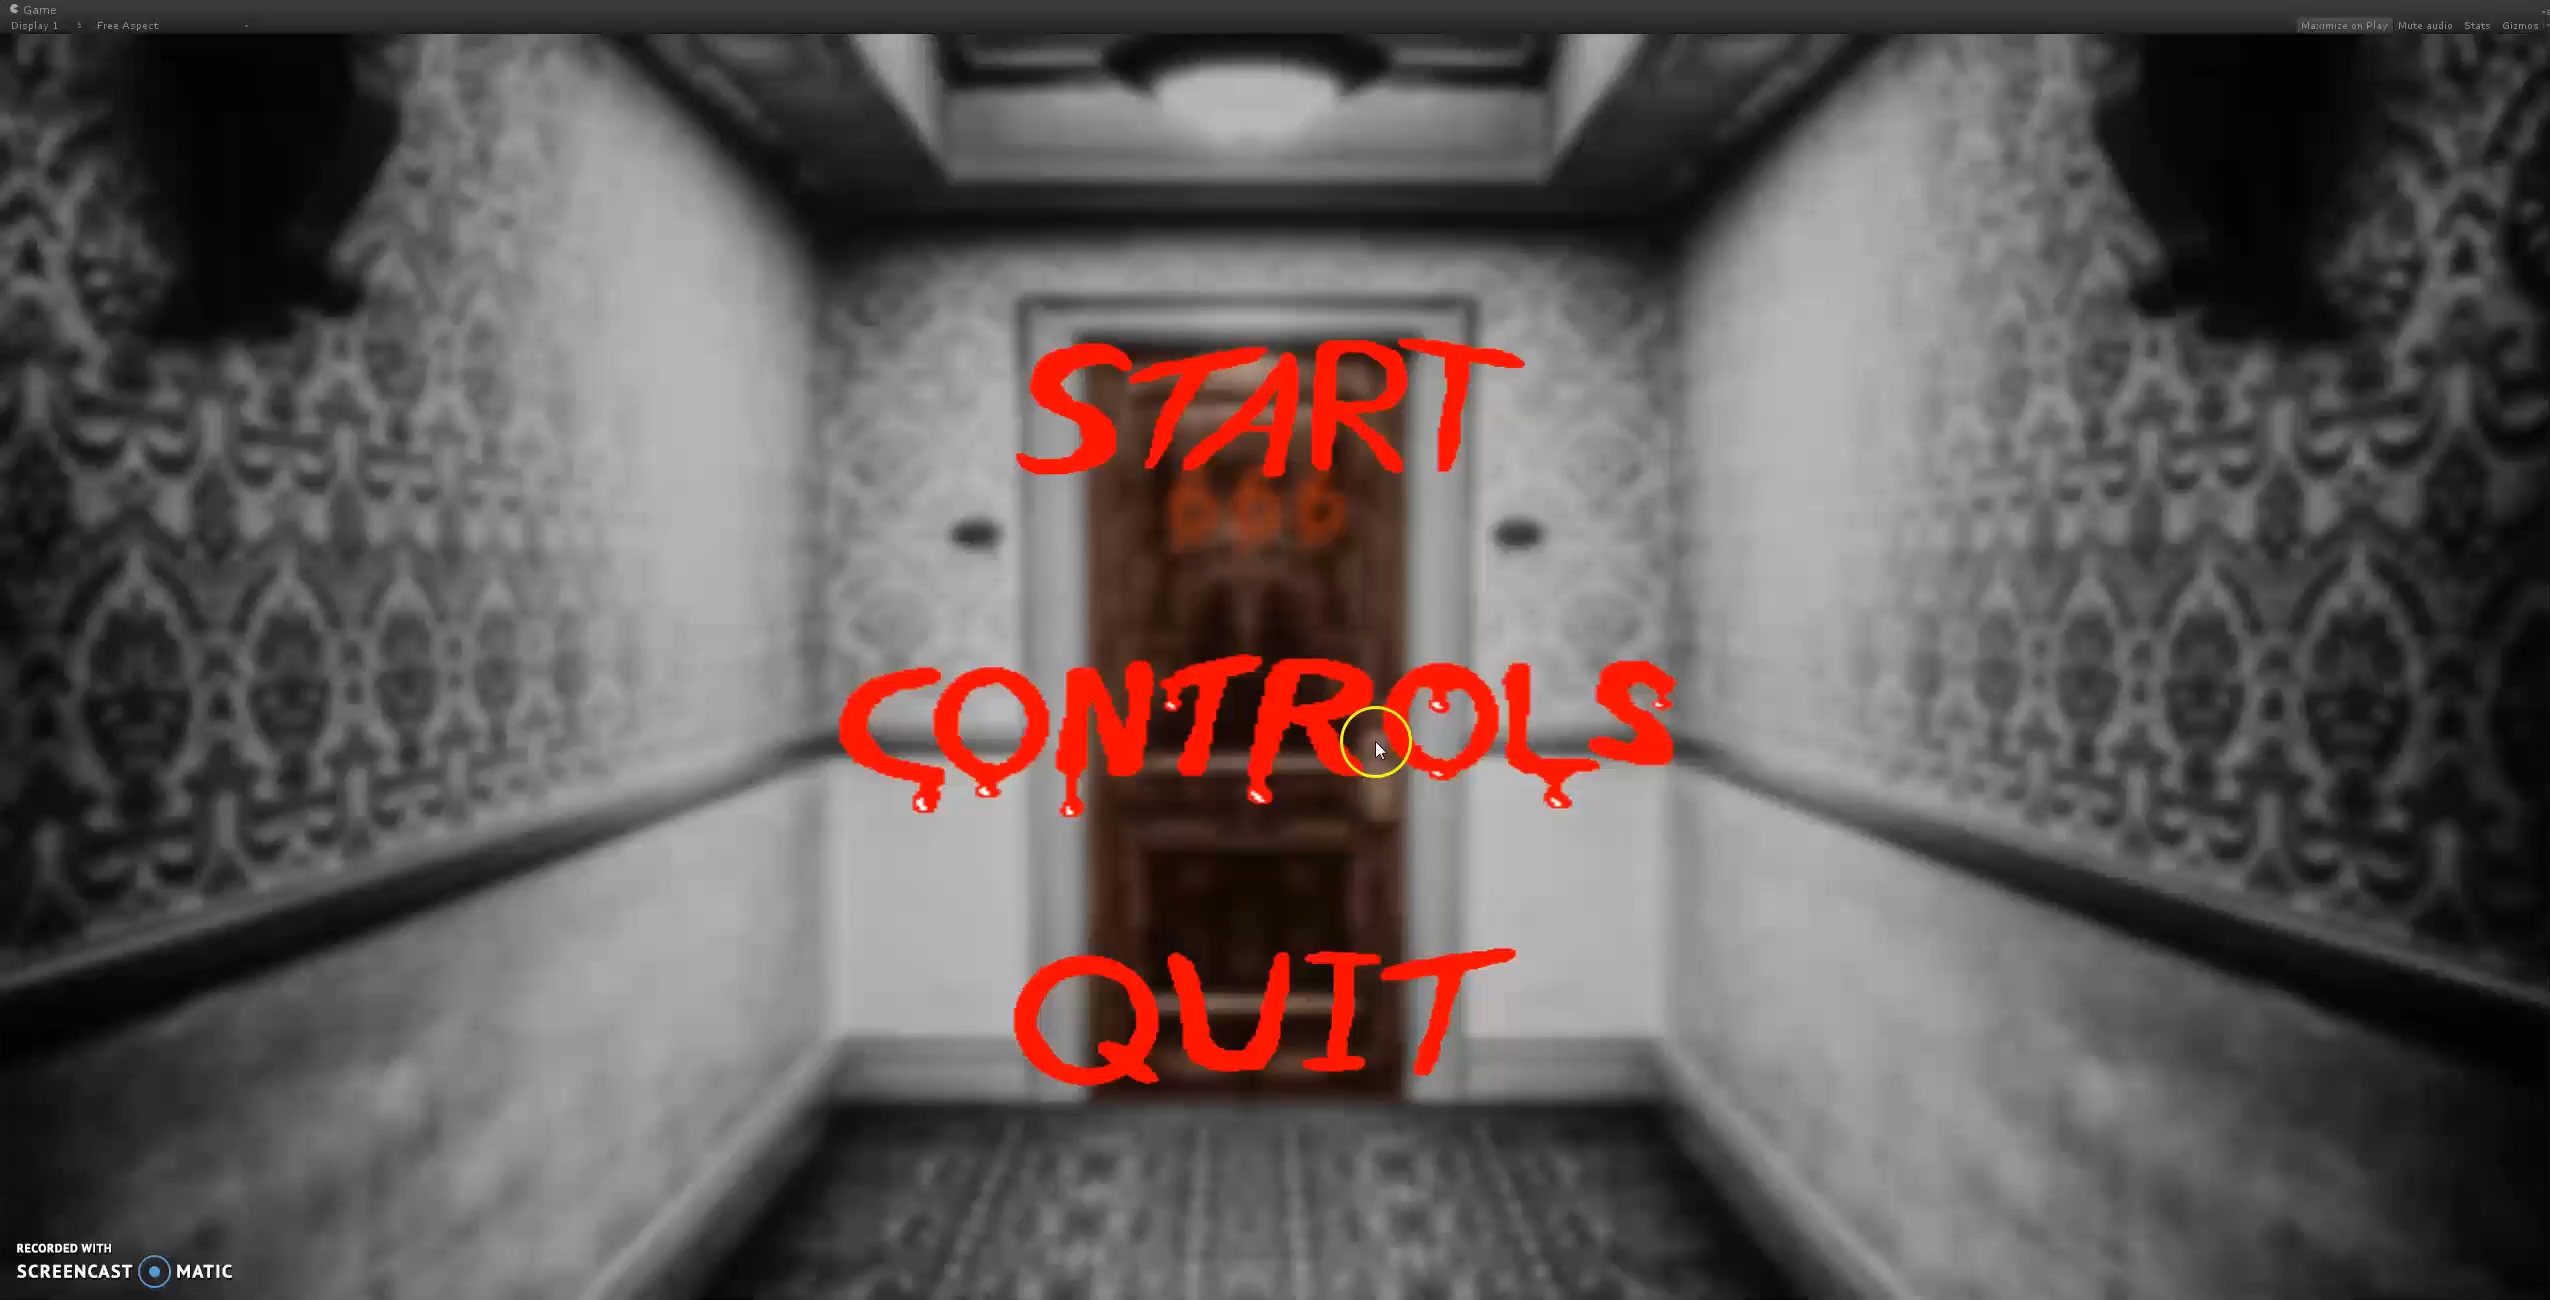 Game
Display 1 Free Aspect Maximize on Play Mute audio Stats Gizmos
START
666
CONTROLS
QUIT
RECORDED WITH
SCREENCAST MATIC